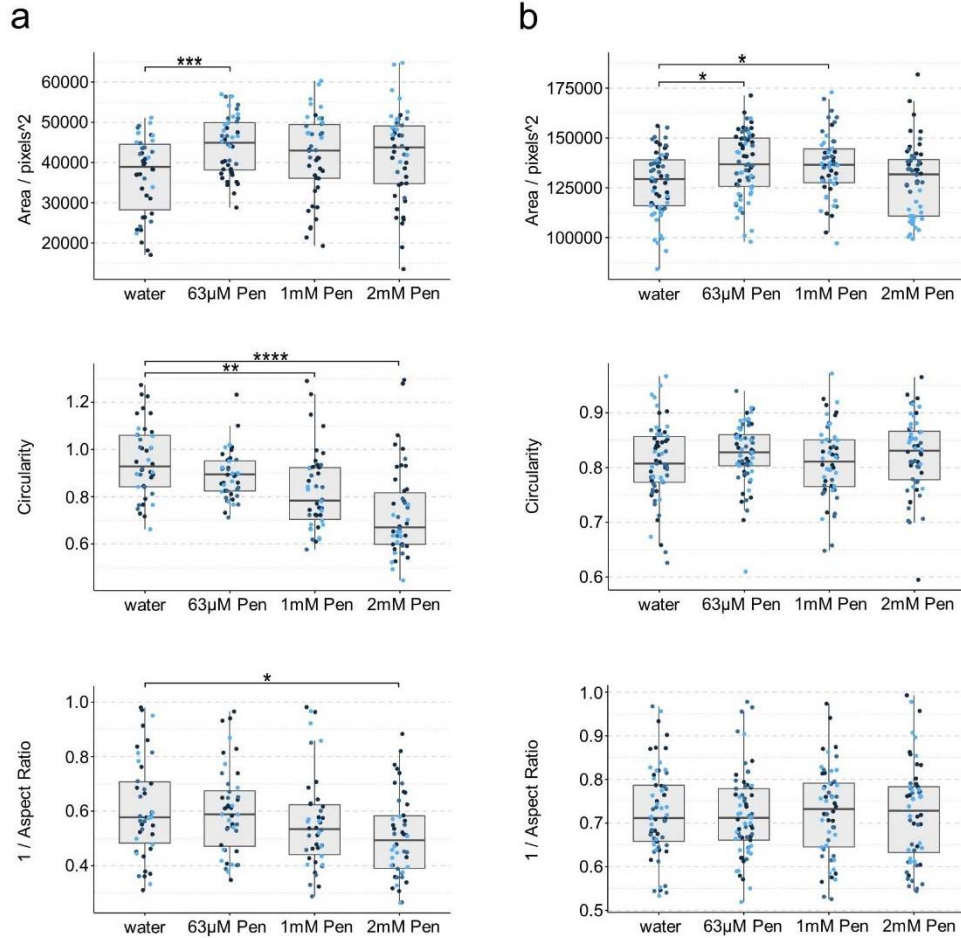 a
***
60000
50000
40000
30000
20000
Area / pixels^2
water 63µM Pen 1mM Pen 2mM Pen
****
**
1.2
1.0
0.8
0.6
Circularity
water 63µM Pen 1mM Pen 2mM Pen
*
1.0
0.8
0.6
0.4
1 / Aspect Ratio
water 63µM Pen 1mM Pen 2mM Pen
b
*
*
175000
150000
125000
100000
Area / pixels^2
water 63µM Pen 1mM Pen 2mM Pen
0.9
0.8
0.7
0.6
Circularity
water 63µM Pen 1mM Pen 2mM Pen
1.0
0.9
0.8
0.7
0.6
0.5
1 / Aspect Ratio
water 63µM Pen 1mM Pen 2mM Pen